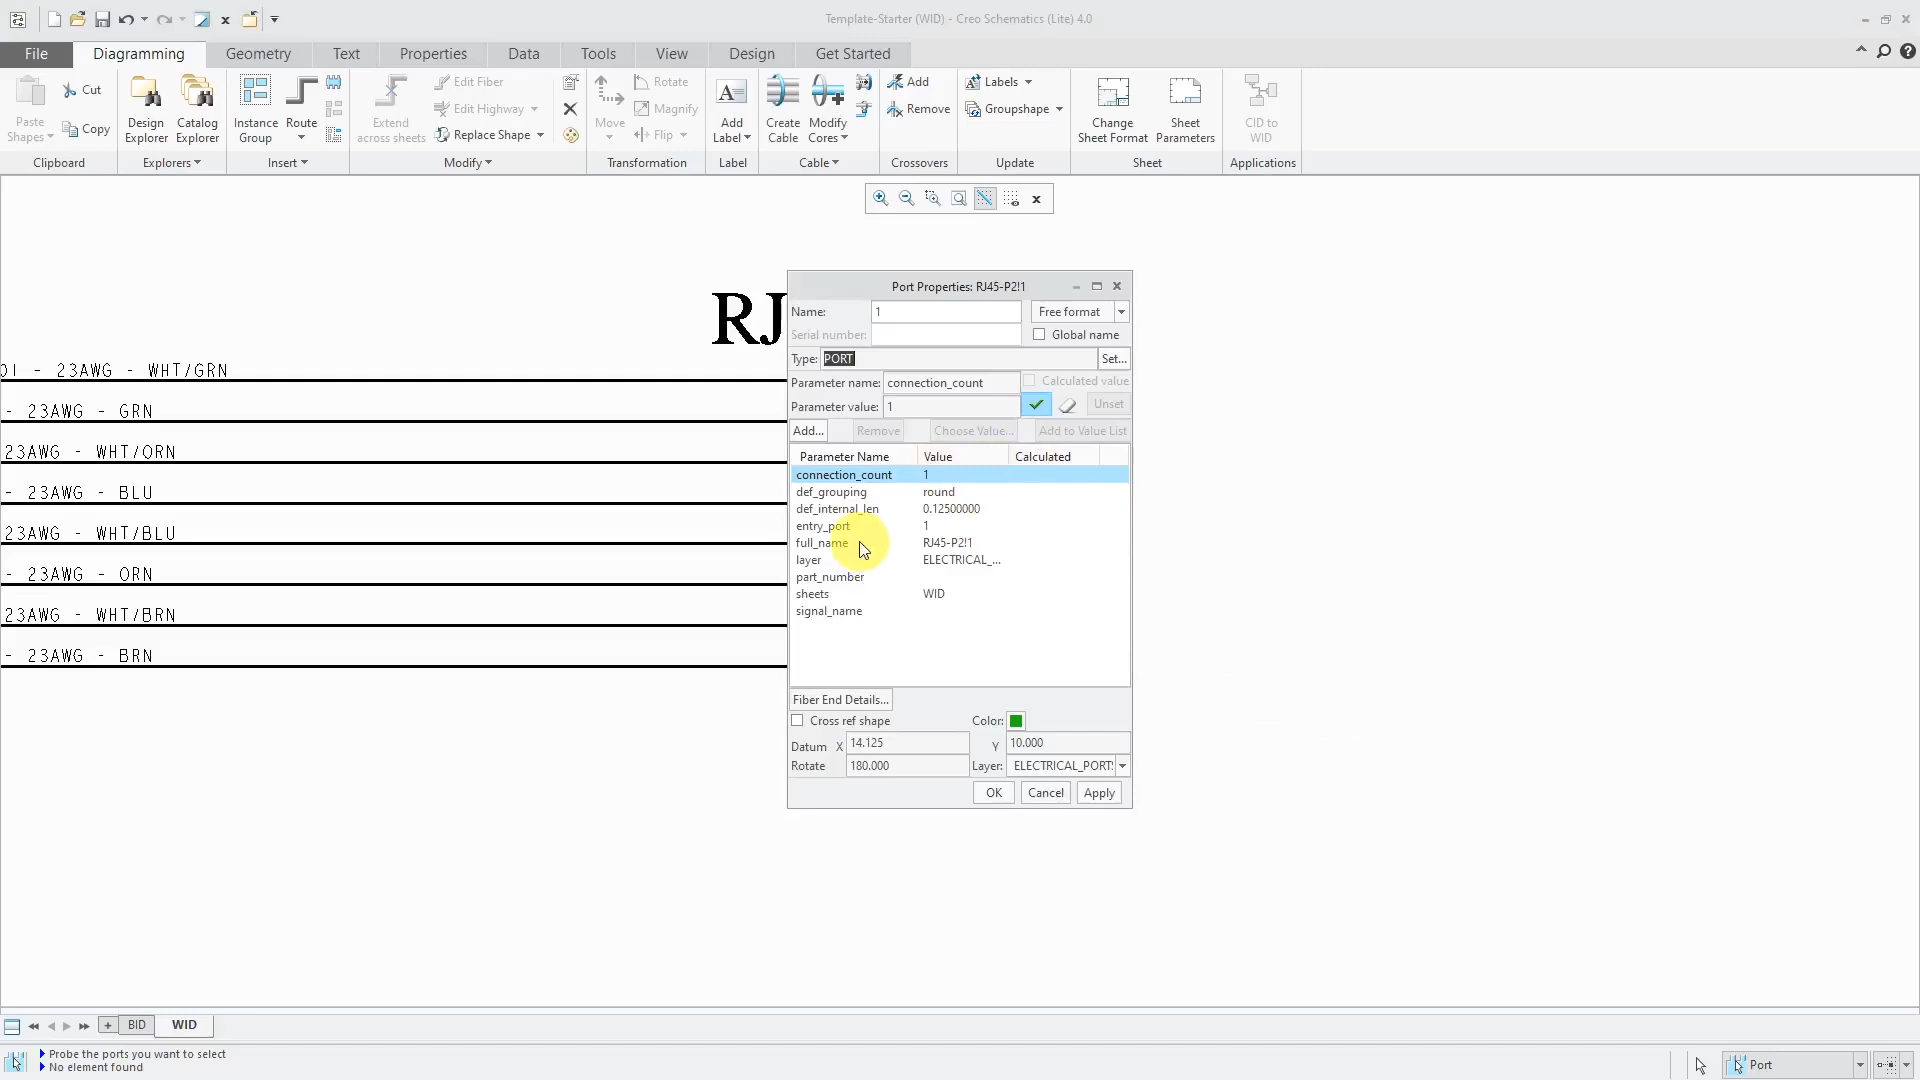 Template-Starter (WID) - Creo Schematics (Lite) 4.0
File Diagramming Geometry Text Properties Data Tools View Design Get Started
Paste Shapes
Cut
Copy
Clipboard
Design Explorer
Catalog Explorer
Explorers
Instance Group
Route
Insert
Extend across sheets
Edit Fiber
Edit Highway
Replace Shape
Modify
Move
Rotate
Magnify
Flip
Transformation
Add Label
Label
Create Cable
Modify Cores
Cable
Add
Remove
Crossovers
Labels
Groupshape
Update
Change Sheet Format
Sheet Parameters
Sheet
CID to WID
Applications
RJ
01 - 23AWG - WHT/GRN
- 23AWG - GRN
23AWG - WHT/ORN
- 23AWG - BLU
23AWG - WHT/BLU
- 23AWG - ORN
23AWG - WHT/BRN
- 23AWG - BRN
Port Properties: RJ45-P2!1
Name: 1 Free format
Serial number: Global name
Type: PORT Set...
Parameter name: connection_count Calculated value
Parameter value: 1 Unset
Add... Remove Choose Value... Add to Value List
Parameter Name Value Calculated
connection_count 1
def_grouping round
def_internal_len 0.12500000
entry_port 1
full_name RJ45-P2!1
layer ELECTRICAL_...
part_number
sheets WID
signal_name
Fiber End Details...
Cross ref shape Color:
Datum X 14.125 Y 10.000
Rotate 180.000 Layer: ELECTRICAL_PORTS
OK Cancel Apply
+ BID WID
Probe the ports you want to select
No element found
Port